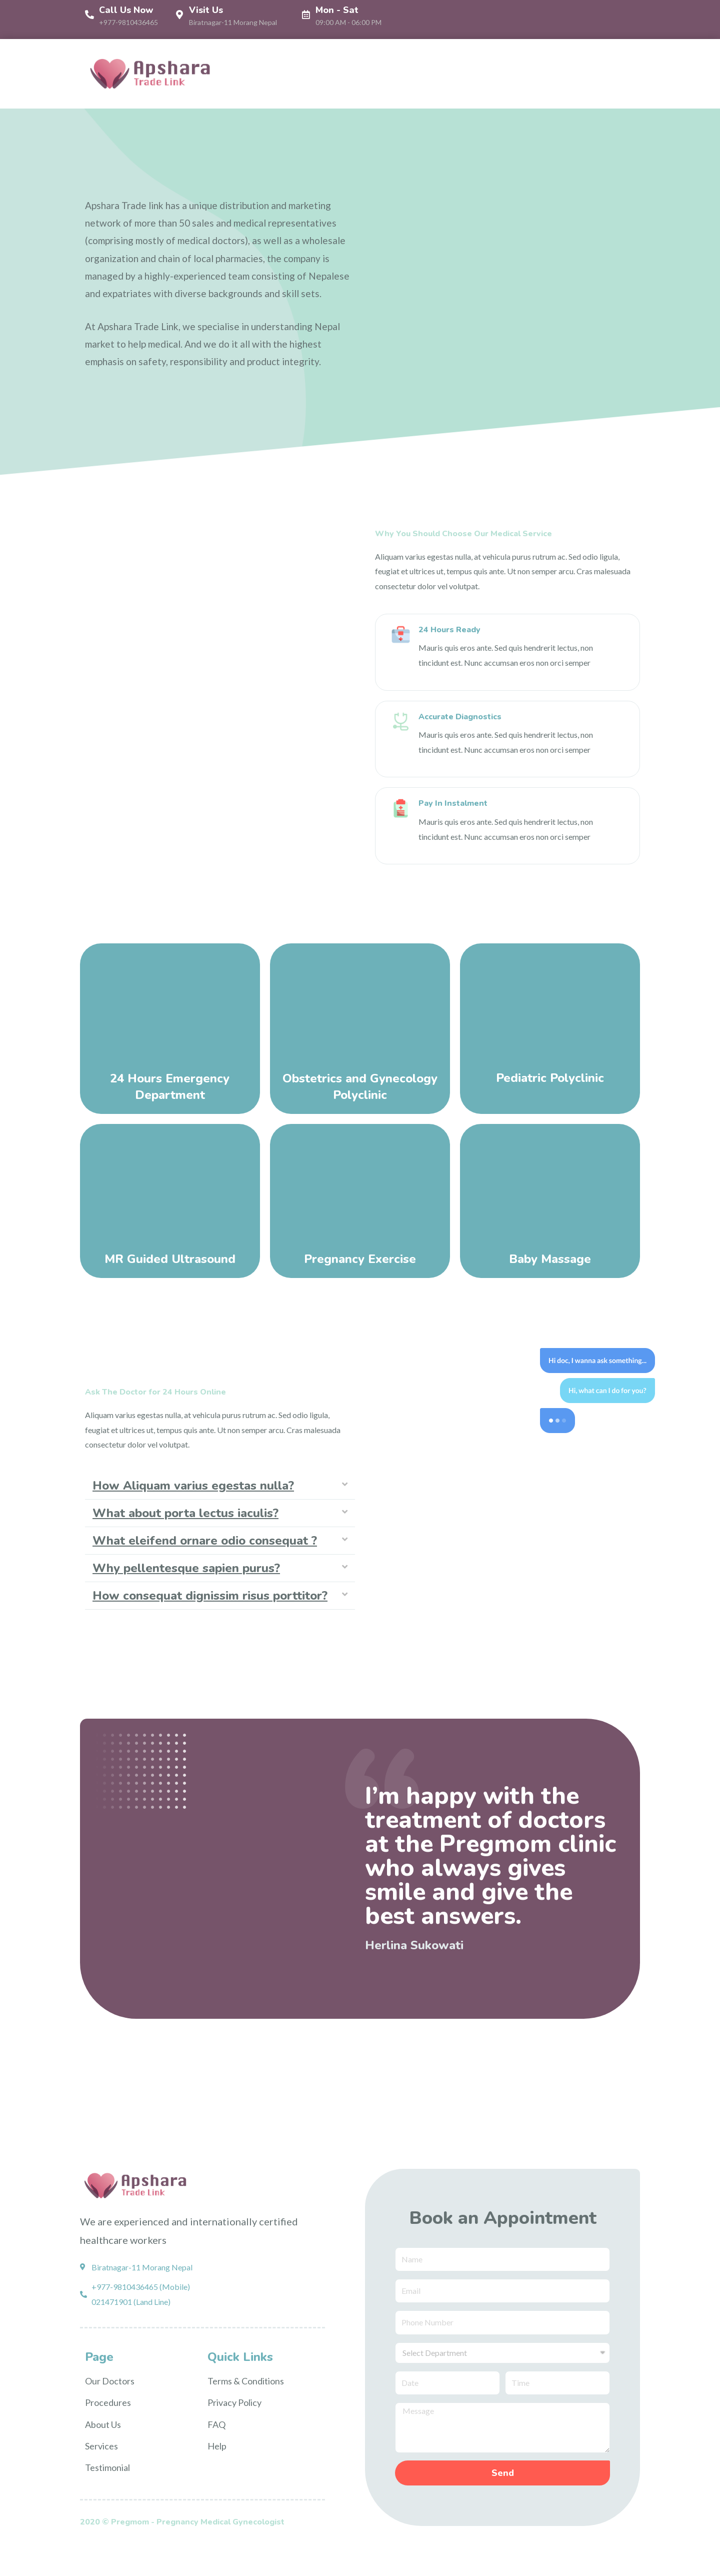 Call Us Now
+977-9810436465
Visit Us
Biratnagar-11 Morang Nepal
Mon - Sat
09:00 AM - 06:00 PM
Apshara
Trade Link
Apshara Trade link has a unique distribution and marketing
network of more than 50 sales and medical representatives
(comprising mostly of medical doctors), as well as a wholesale
organization and chain of local pharmacies, the company is
managed by a highly-experienced team consisting of Nepalese
and expatriates with diverse backgrounds and skill sets.
At Apshara Trade Link, we specialise in understanding Nepal
market to help medical. And we do it all with the highest
emphasis on safety, responsibility and product integrity.
Why You Should Choose Our Medical Service
Aliquam varius egestas nulla, at vehicula purus rutrum ac. Sed odio ligula,
feugiat et ultrices ut, tempus quis ante. Ut non semper arcu. Cras malesuada
consectetur dolor vel volutpat.
24 Hours Ready
Mauris quis eros ante. Sed quis hendrerit lectus, non
tincidunt est. Nunc accumsan eros non orci semper
Accurate Diagnostics
Mauris quis eros ante. Sed quis hendrerit lectus, non
tincidunt est. Nunc accumsan eros non orci semper
Pay In Instalment
Mauris quis eros ante. Sed quis hendrerit lectus, non
tincidunt est. Nunc accumsan eros non orci semper
24 Hours Emergency
Department
Obstetrics and Gynecology
Polyclinic
Pediatric Polyclinic
MR Guided Ultrasound
Pregnancy Exercise
Baby Massage
Hi doc, I wanna ask something...
Hi, what can I do for you?
Ask The Doctor for 24 Hours Online
Aliquam varius egestas nulla, at vehicula purus rutrum ac. Sed odio ligula,
feugiat et ultrices ut, tempus quis ante. Ut non semper arcu. Cras malesuada
consectetur dolor vel volutpat.
How Aliquam varius egestas nulla?
What about porta lectus iaculis?
What eleifend ornare odio consequat ?
Why pellentesque sapien purus?
How consequat dignissim risus porttitor?
I'm happy with the
treatment of doctors
at the Pregmom clinic
who always gives
smile and give the
best answers.
Herlina Sukowati
Apshara
Trade Link
We are experienced and internationally certified
healthcare workers
Biratnagar-11 Morang Nepal
+977-9810436465 (Mobile)
021471901 (Land Line)
Page
Our Doctors
Procedures
About Us
Services
Testimonial
Quick Links
Terms & Conditions
Privacy Policy
FAQ
Help
2020 © Pregmom - Pregnancy Medical Gynecologist
Book an Appointment
Name
Email
Phone Number
Select Department
Date
Time
Message
Send